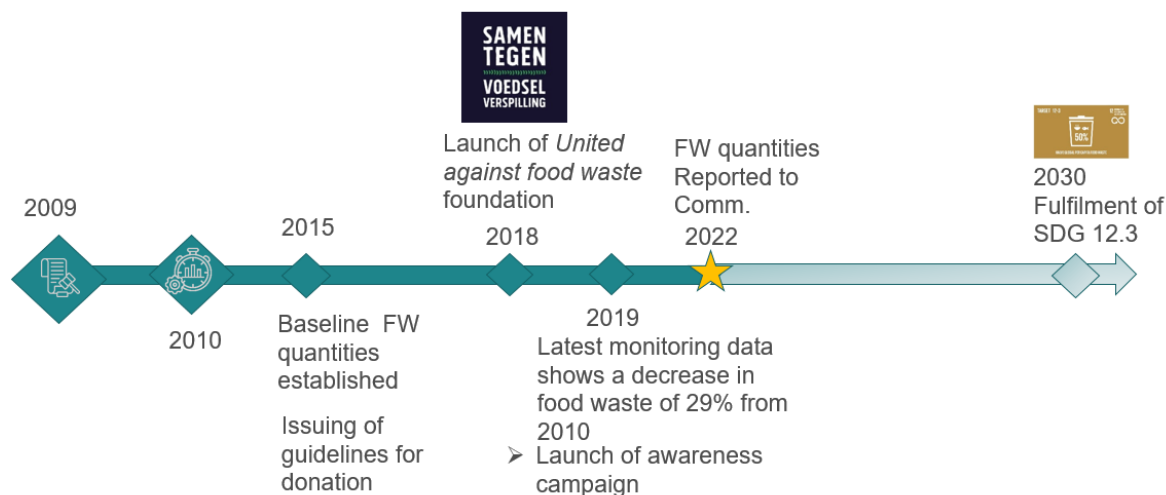 SAMEN
TEGEN
VOEDSEL
VERSPILLING
Launch of United
against food waste
foundation
FW quantities
Reported to
Comm.
50%
2009
2015
2018
2022
2030
Fulfilment of
SDG 12.3
2010
Baseline FW
quantities
established
Issuing of
guidelines for
donation
2019
Latest monitoring data
shows a decrease in
food waste of 29% from
2010
➢ Launch of awareness
campaign